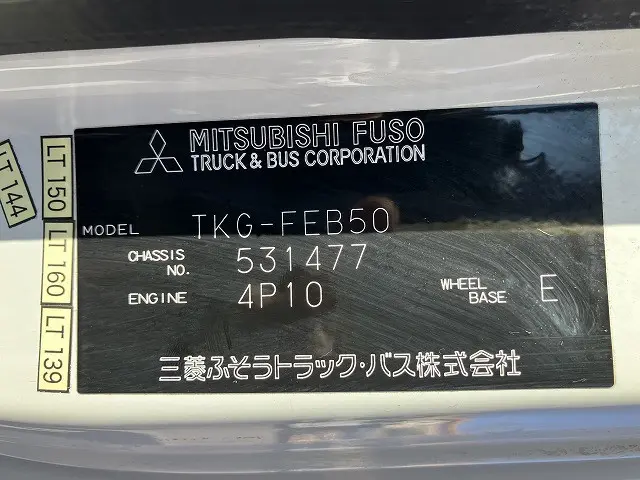 MITSUBISHI FUSO
TRUCK & BUS CORPORATION
MODEL TKG-FEB50
CHASSIS NO. 531477
ENGINE 4P10 WHEEL BASE E
三菱ふそうトラック・バス株式会社
LT 144
LT 150
LT 160
LT 139